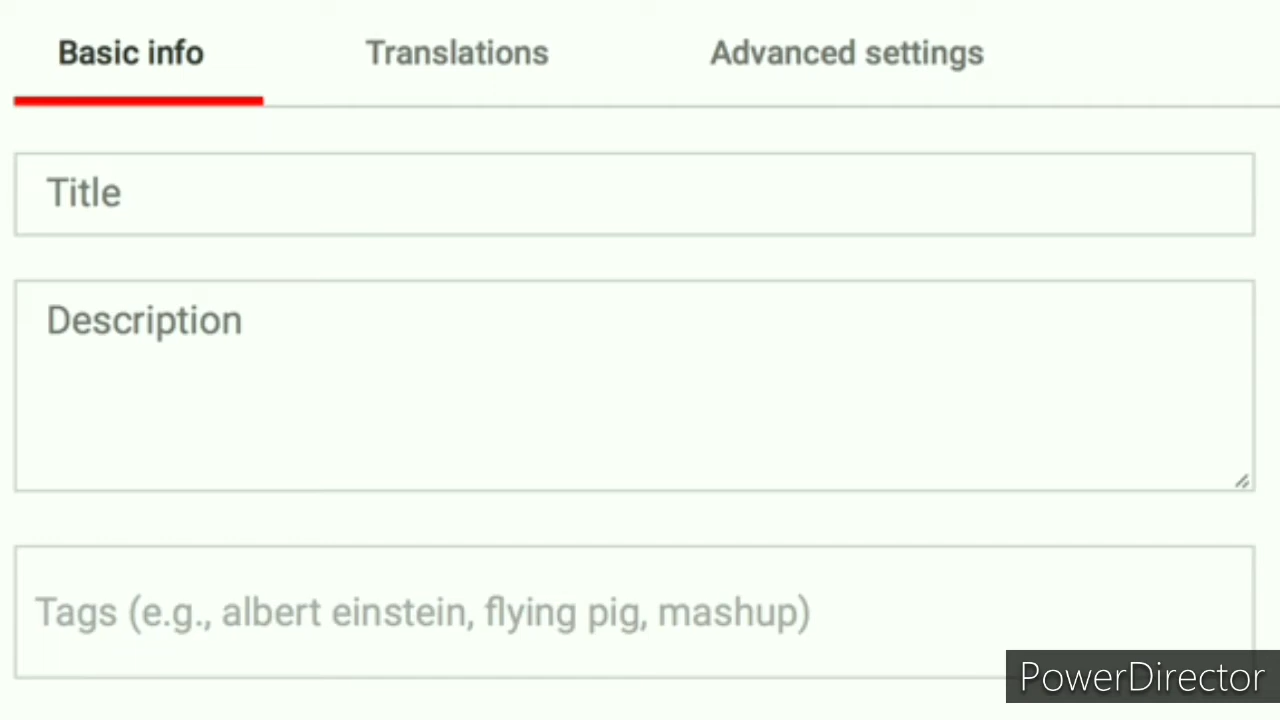 Basic info Translations Advanced settings
Title
Description
Tags (e.g., albert einstein, flying pig, mashup)
PowerDirector